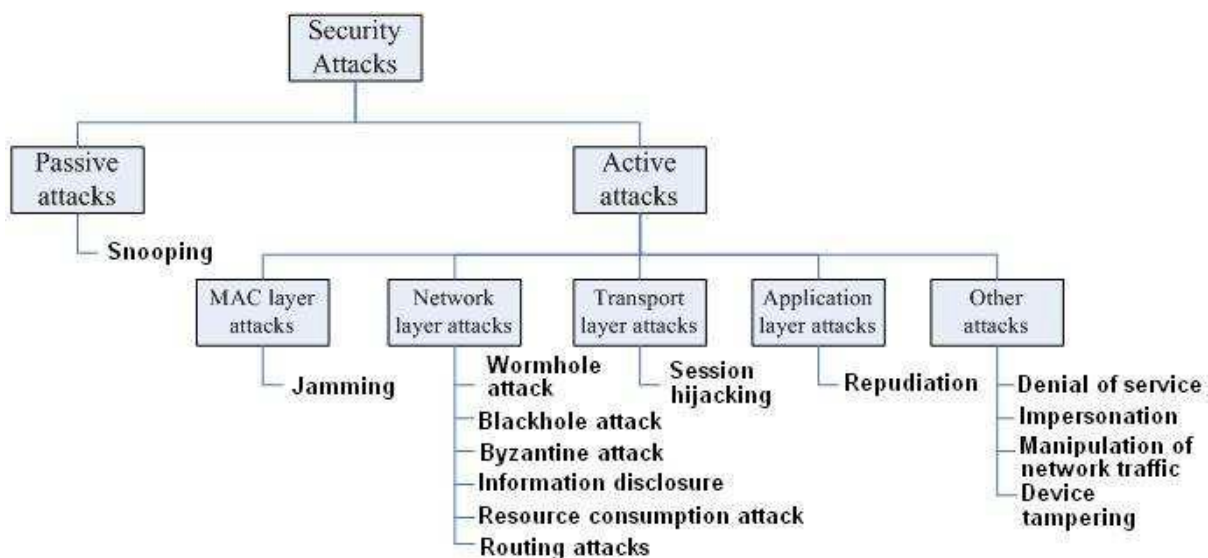 Security
Attacks
Passive
attacks
Active
attacks
Snooping
MAC layer
attacks
Network
layer attacks
Transport
layer attacks
Application
layer attacks
Other
attacks
Jamming
Wormhole
attack
Blackhole attack
Byzantine attack
Information disclosure
Resource consumption attack
Routing attacks
Session
hijacking
Repudiation
Denial of service
Impersonation
Manipulation of
network traffic
Device
tampering